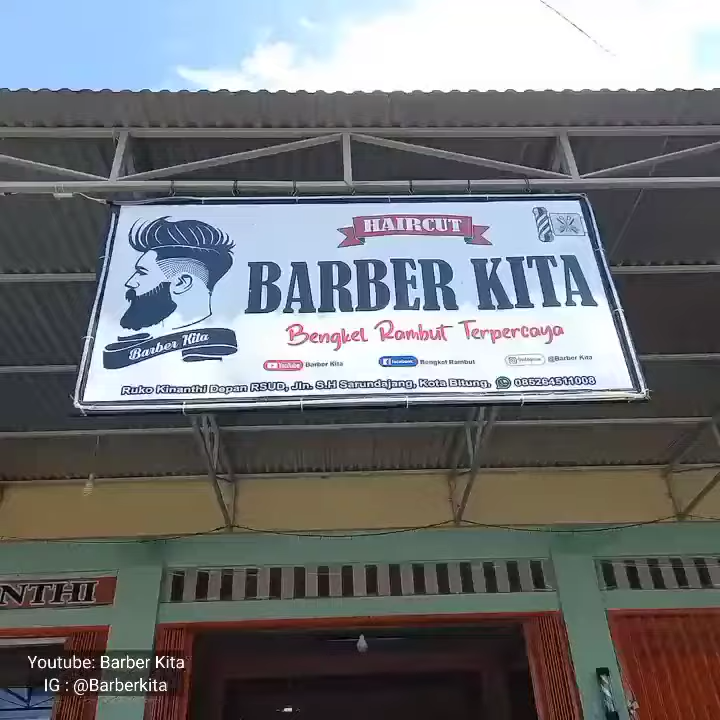 HAIRCUT
BARBER KITA
Bengkel Rambut Terpercaya
Barber Kita
YouTube Barber Kita
facebook Bengkel Rambut
Instagram @Barber Kita
Ruko Kinanthi Depan RSUD, Jln. S.H Sarundajang, Kota Bitung, 085264511008
NTHI
Youtube: Barber Kita
IG : @Barberkita